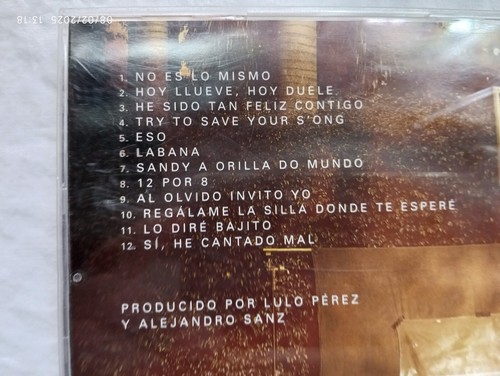 08/02/2025 13:18
1. NO ES LO MISMO
2. HOY LLUEVE, HOY DUELE
3. HE SIDO TAN FELIZ CONTIGO
4. TRY TO SAVE YOUR S'ONG
5. ESO
6. LABANA
7. SANDY A ORILLA DO MUNDO
8. 12 POR 8
9. AL OLVIDO INVITO YO
10. REGÁLAME LA SILLA DONDE TE ESPERÉ
11. LO DIRÉ BAJITO
12. SÍ, HE CANTADO MAL
PRODUCIDO POR LULO PÉREZ
Y ALEJANDRO SANZ